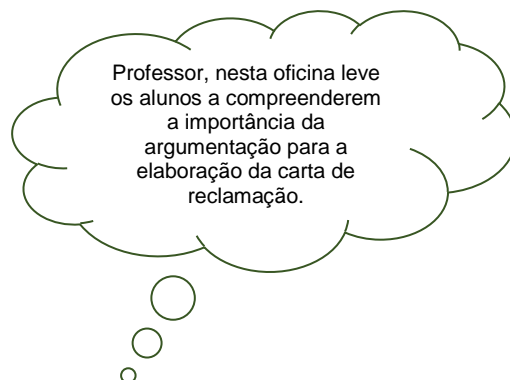 Professor, nesta oficina leve
os alunos a compreenderem
a importância da
argumentação para a
elaboração da carta de
reclamação.